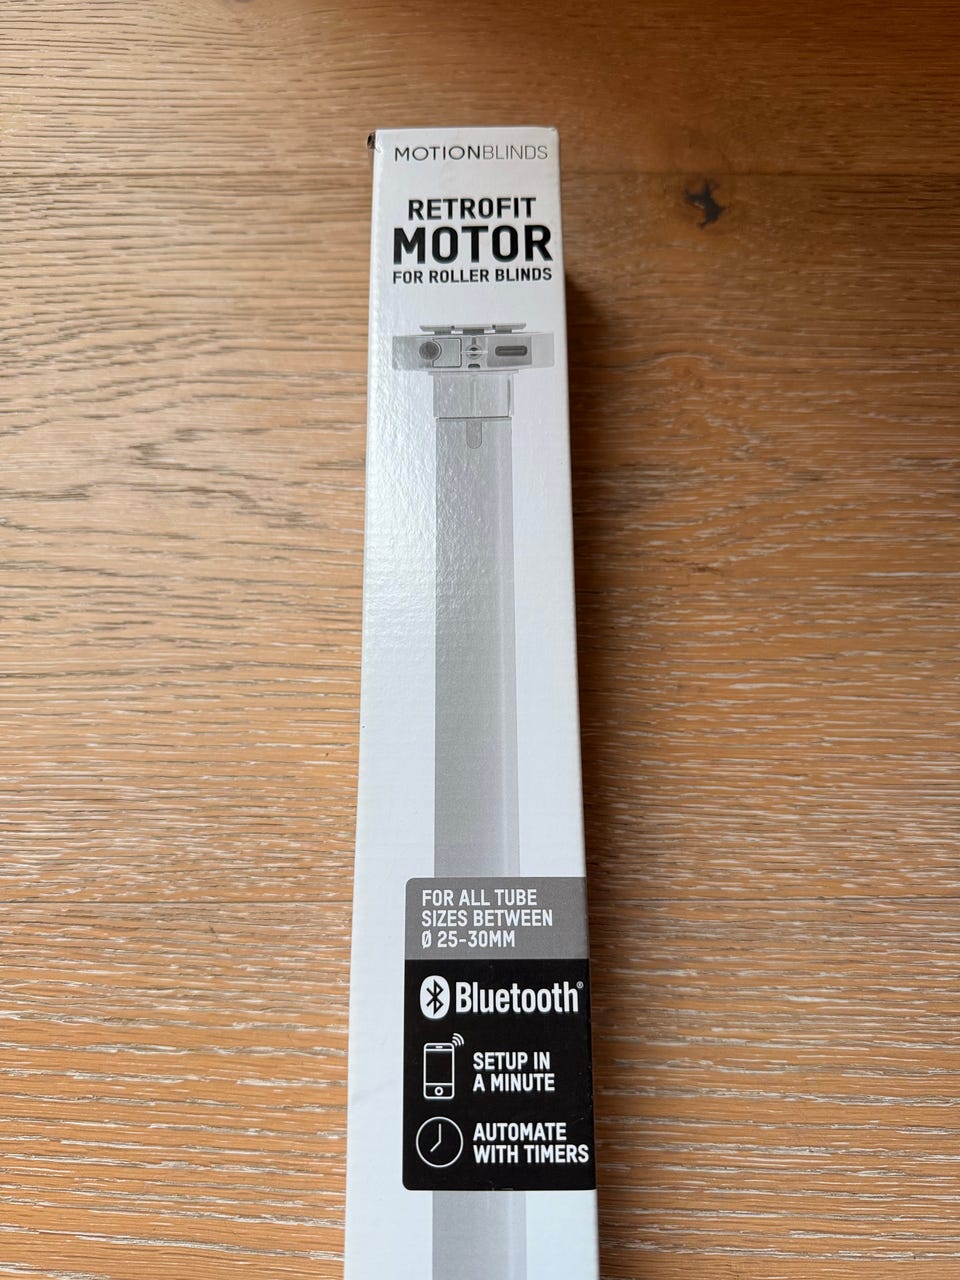 MOTIONBLINDS
RETROFIT
MOTOR
FOR ROLLER BLINDS
FOR ALL TUBE
SIZES BETWEEN
Ø 25-30MM
Bluetooth®
SETUP IN
A MINUTE
AUTOMATE
WITH TIMERS